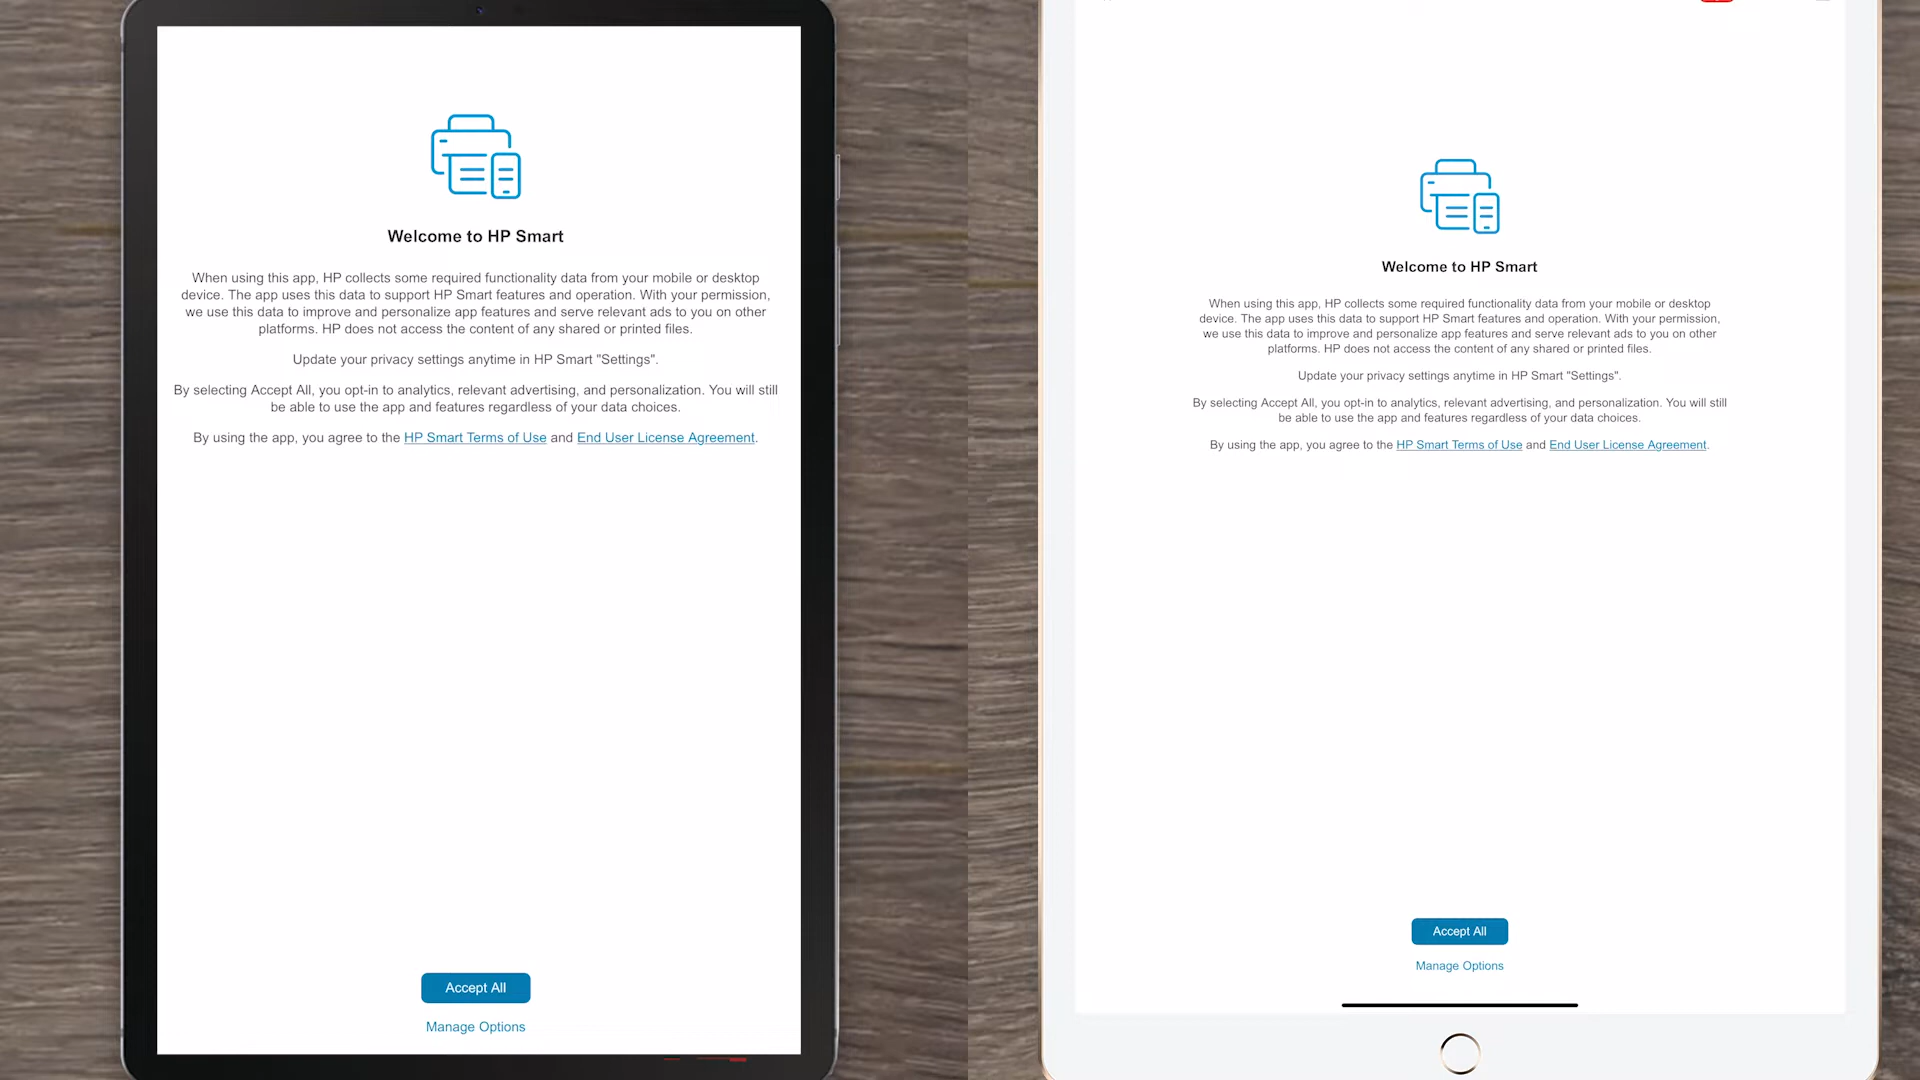 Welcome to HP Smart
When using this app, HP collects some required functionality data from your mobile or desktop
device. The app uses this data to support HP Smart features and operation. With your permission,
we use this data to improve and personalize app features and serve relevant ads to you on other
platforms. HP does not access the content of any shared or printed files.
Update your privacy settings anytime in HP Smart "Settings".
By selecting Accept All, you opt-in to analytics, relevant advertising, and personalization. You will still
be able to use the app and features regardless of your data choices.
By using the app, you agree to the HP Smart Terms of Use and End User License Agreement.
Accept All
Manage Options
Welcome to HP Smart
When using this app, HP collects some required functionality data from your mobile or desktop
device. The app uses this data to support HP Smart features and operation. With your permission,
we use this data to improve and personalize app features and serve relevant ads to you on other
platforms. HP does not access the content of any shared or printed files.
Update your privacy settings anytime in HP Smart "Settings".
By selecting Accept All, you opt-in to analytics, relevant advertising, and personalization. You will still
be able to use the app and features regardless of your data choices.
By using the app, you agree to the HP Smart Terms of Use and End User License Agreement.
Accept All
Manage Options